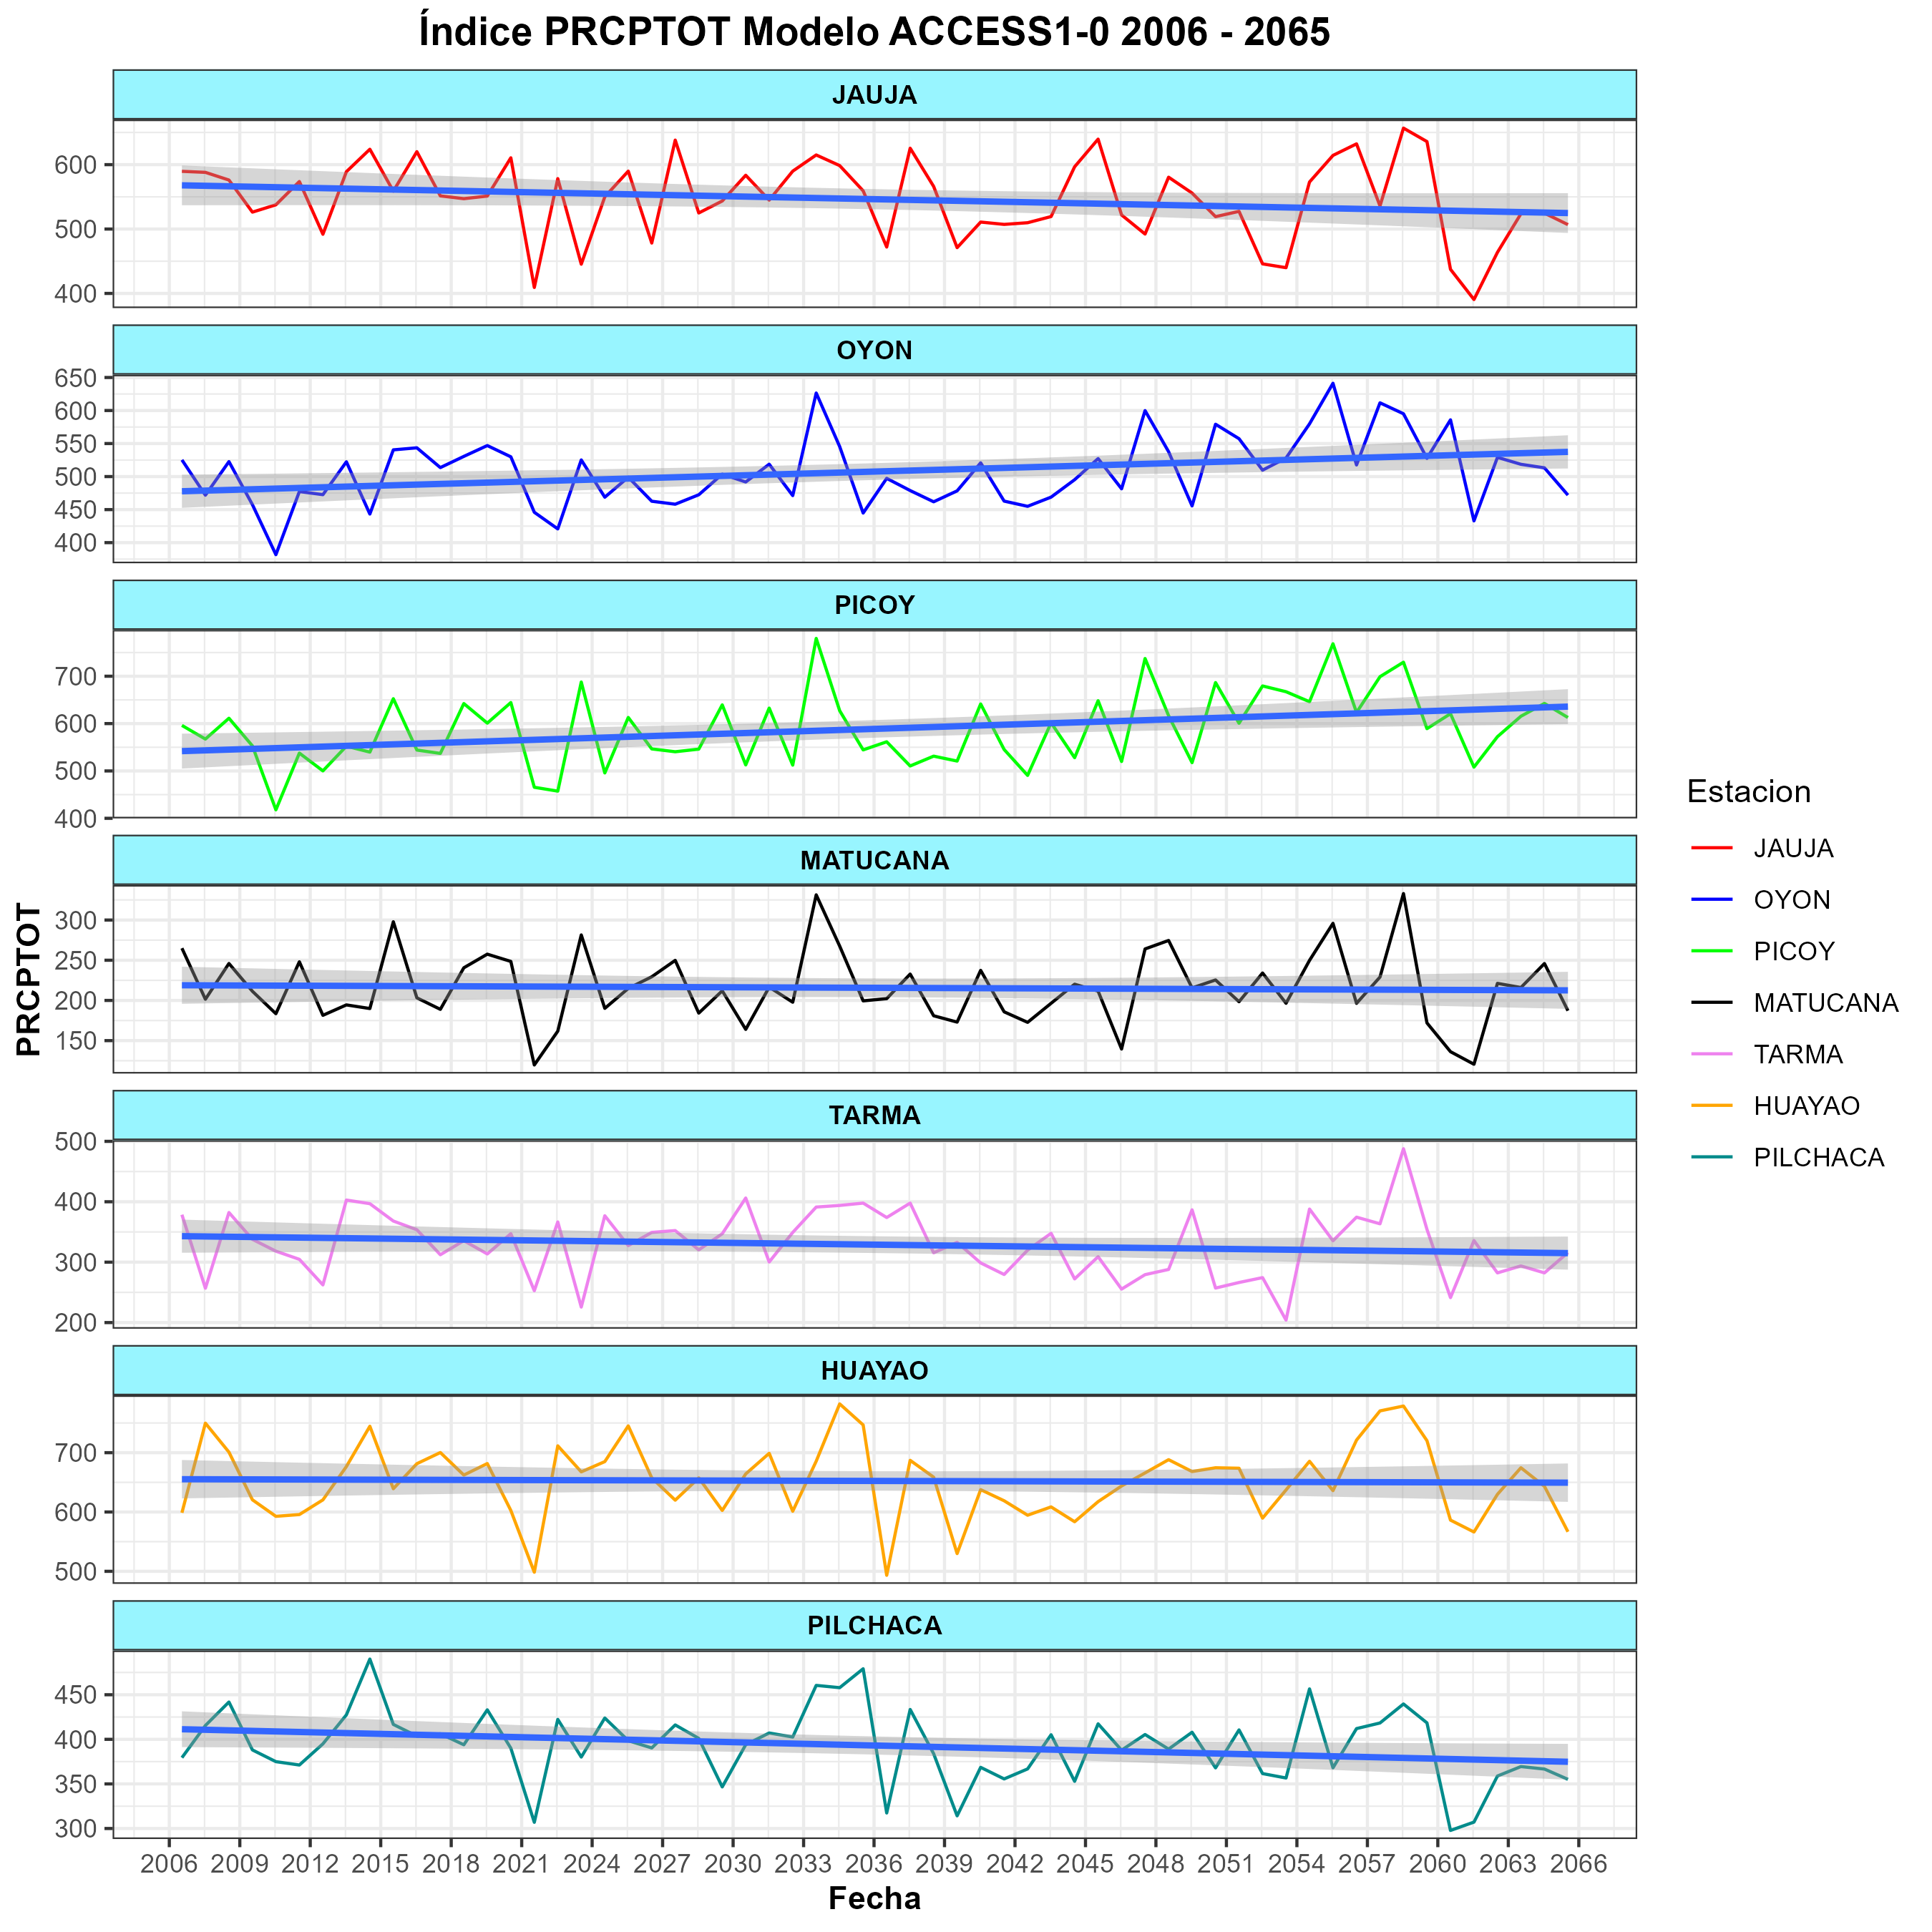 Índice PRCPTOT Modelo ACCESS1-0 2006 - 2065
JAUJA
600
500
400
OYON
650
600
550
500
450
400
PICOY
700
600
500
400
MATUCANA
300
250
200
150
TARMA
500
400
300
200
HUAYAO
700
600
500
PILCHACA
450
400
350
300
2006 2009 2012 2015 2018 2021 2024 2027 2030 2033 2036 2039 2042 2045 2048 2051 2054 2057 2060 2063 2066
Fecha
PRCPTOT
Estacion
JAUJA
OYON
PICOY
MATUCANA
TARMA
HUAYAO
PILCHACA